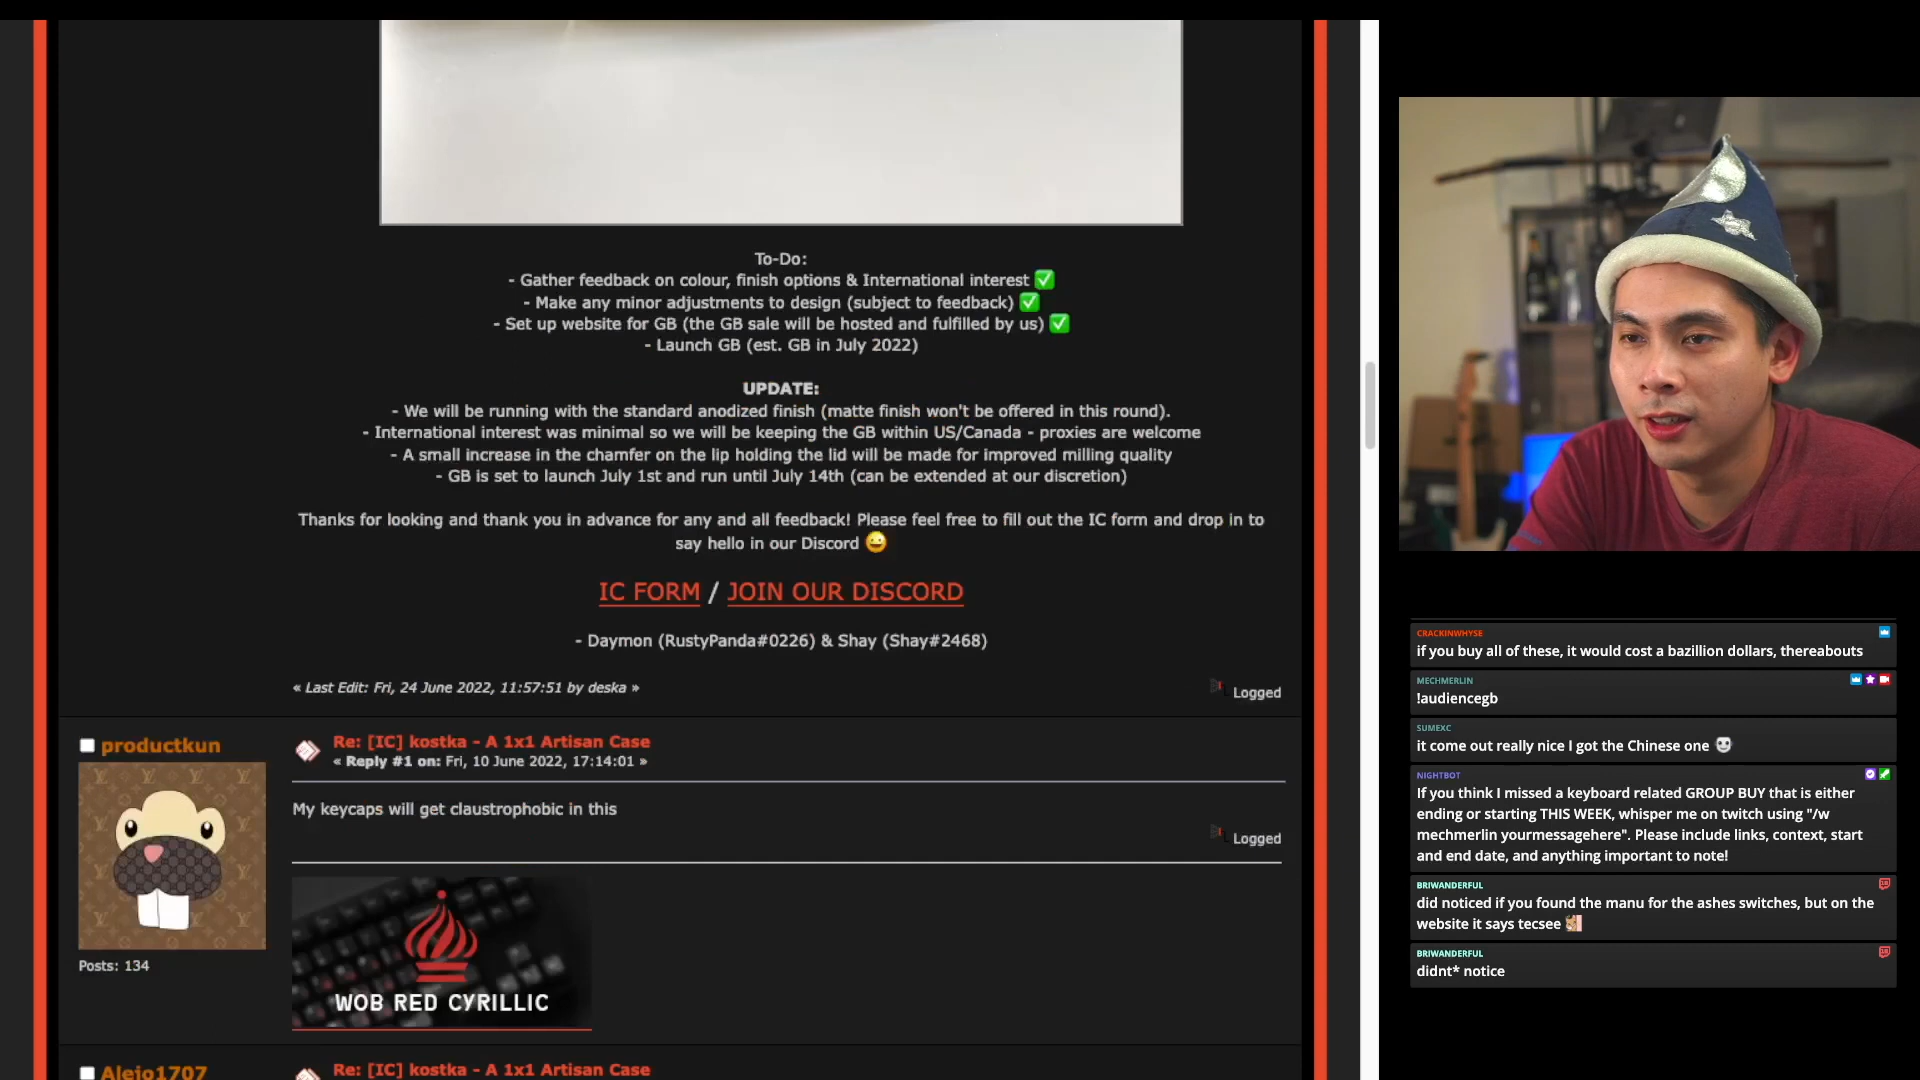 To-Do:
- Gather feedback on colour, finish options & International interest ✅
- Make any minor adjustments to design (subject to feedback) ✅
- Set up website for GB (the GB sale will be hosted and fulfilled by us) ✅
- Launch GB (est. GB in July 2022)
UPDATE:
- We will be running with the standard anodized finish (matte finish won't be offered in this round).
- International interest was minimal so we will be keeping the GB within US/Canada - proxies are welcome
- A small increase in the chamfer on the lip holding the lid will be made for improved milling quality
- GB is set to launch July 1st and run until July 14th (can be extended at our discretion)
Thanks for looking and thank you in advance for any and all feedback! Please feel free to fill out the IC form and drop in to
say hello in our Discord 😀
IC FORM / JOIN OUR DISCORD
- Daymon (RustyPanda#0226) & Shay (Shay#2468)
« Last Edit: Fri, 24 June 2022, 11:57:51 by deska »
Logged
productkun
Re: [IC] kostka - A 1x1 Artisan Case
« Reply #1 on: Fri, 10 June 2022, 17:14:01 »
My keycaps will get claustrophobic in this
Logged
Posts: 134
WOB RED CYRILLIC
Alejo1707
Re: [IC] kostka - A 1x1 Artisan Case
CRACKINWHYSE
if you buy all of these, it would cost a bazillion dollars, thereabouts
MECHMERLIN
!audiencegb
SUMEXC
it come out really nice I got the Chinese one
NIGHTBOT
If you think I missed a keyboard related GROUP BUY that is either
ending or starting THIS WEEK, whisper me on twitch using "/w
mechmerlin yourmessagehere". Please include links, context, start
and end date, and anything important to note!
BRIWANDERFUL
did noticed if you found the manu for the ashes switches, but on the
website it says tecsee
BRIWANDERFUL
didnt* notice